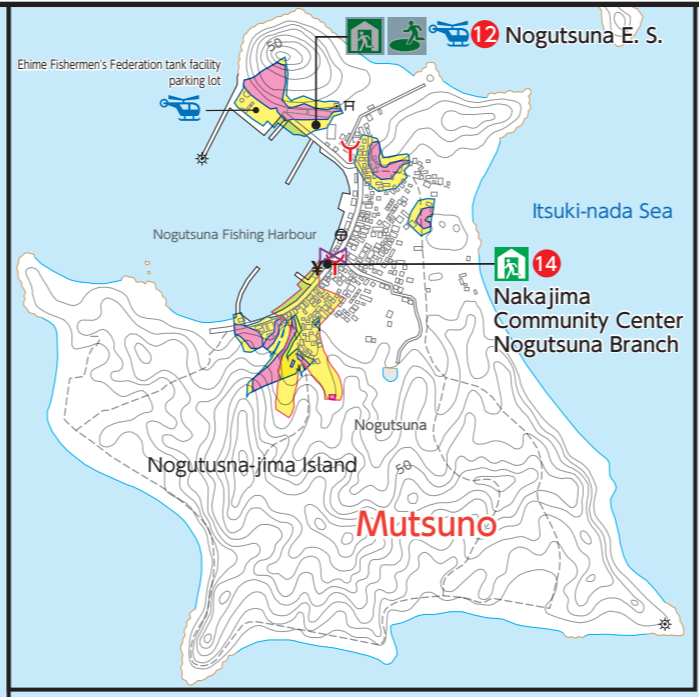 50
12 Nogutsuna E. S.
Ehime Fishermen's Federation tank facility
parking lot
Itsuki-nada Sea
Nogutsuna Fishing Harbour
14
Nakajima
Community Center
Nogutsuna Branch
Nogutsuna
Nogutusna-jima Island
50
Mutsuno